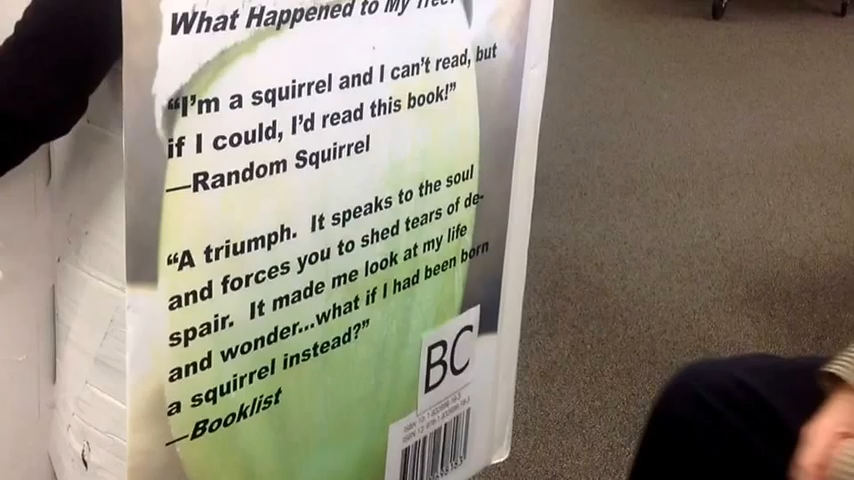 What Happened to My Tree?
“I’m a squirrel and I can’t read, but
if I could, I’d read this book!”
—Random Squirrel
“A triumph. It speaks to the soul
and forces you to shed tears of de-
spair. It made me look at my life
and wonder...what if I had been born
a squirrel instead?”
—Booklist
BC